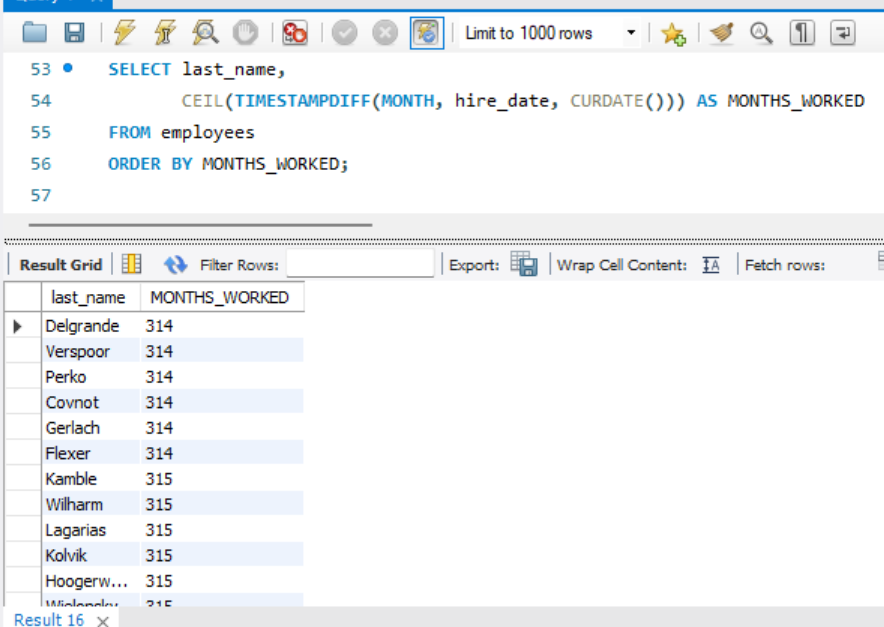 Limit to 1000 rows
53 SELECT last_name,
54 CEIL(TIMESTAMPDIFF(MONTH, hire_date, CURDATE())) AS MONTHS_WORKED
55 FROM employees
56 ORDER BY MONTHS_WORKED;
57
Result Grid Filter Rows: Export: Wrap Cell Content: Fetch rows:
last_name MONTHS_WORKED
Delgrande 314
Verspoor 314
Perko 314
Covnot 314
Gerlach 314
Flexer 314
Kamble 315
Wilharm 315
Lagarias 315
Kolvik 315
Hoogerw... 315
315
Result 16